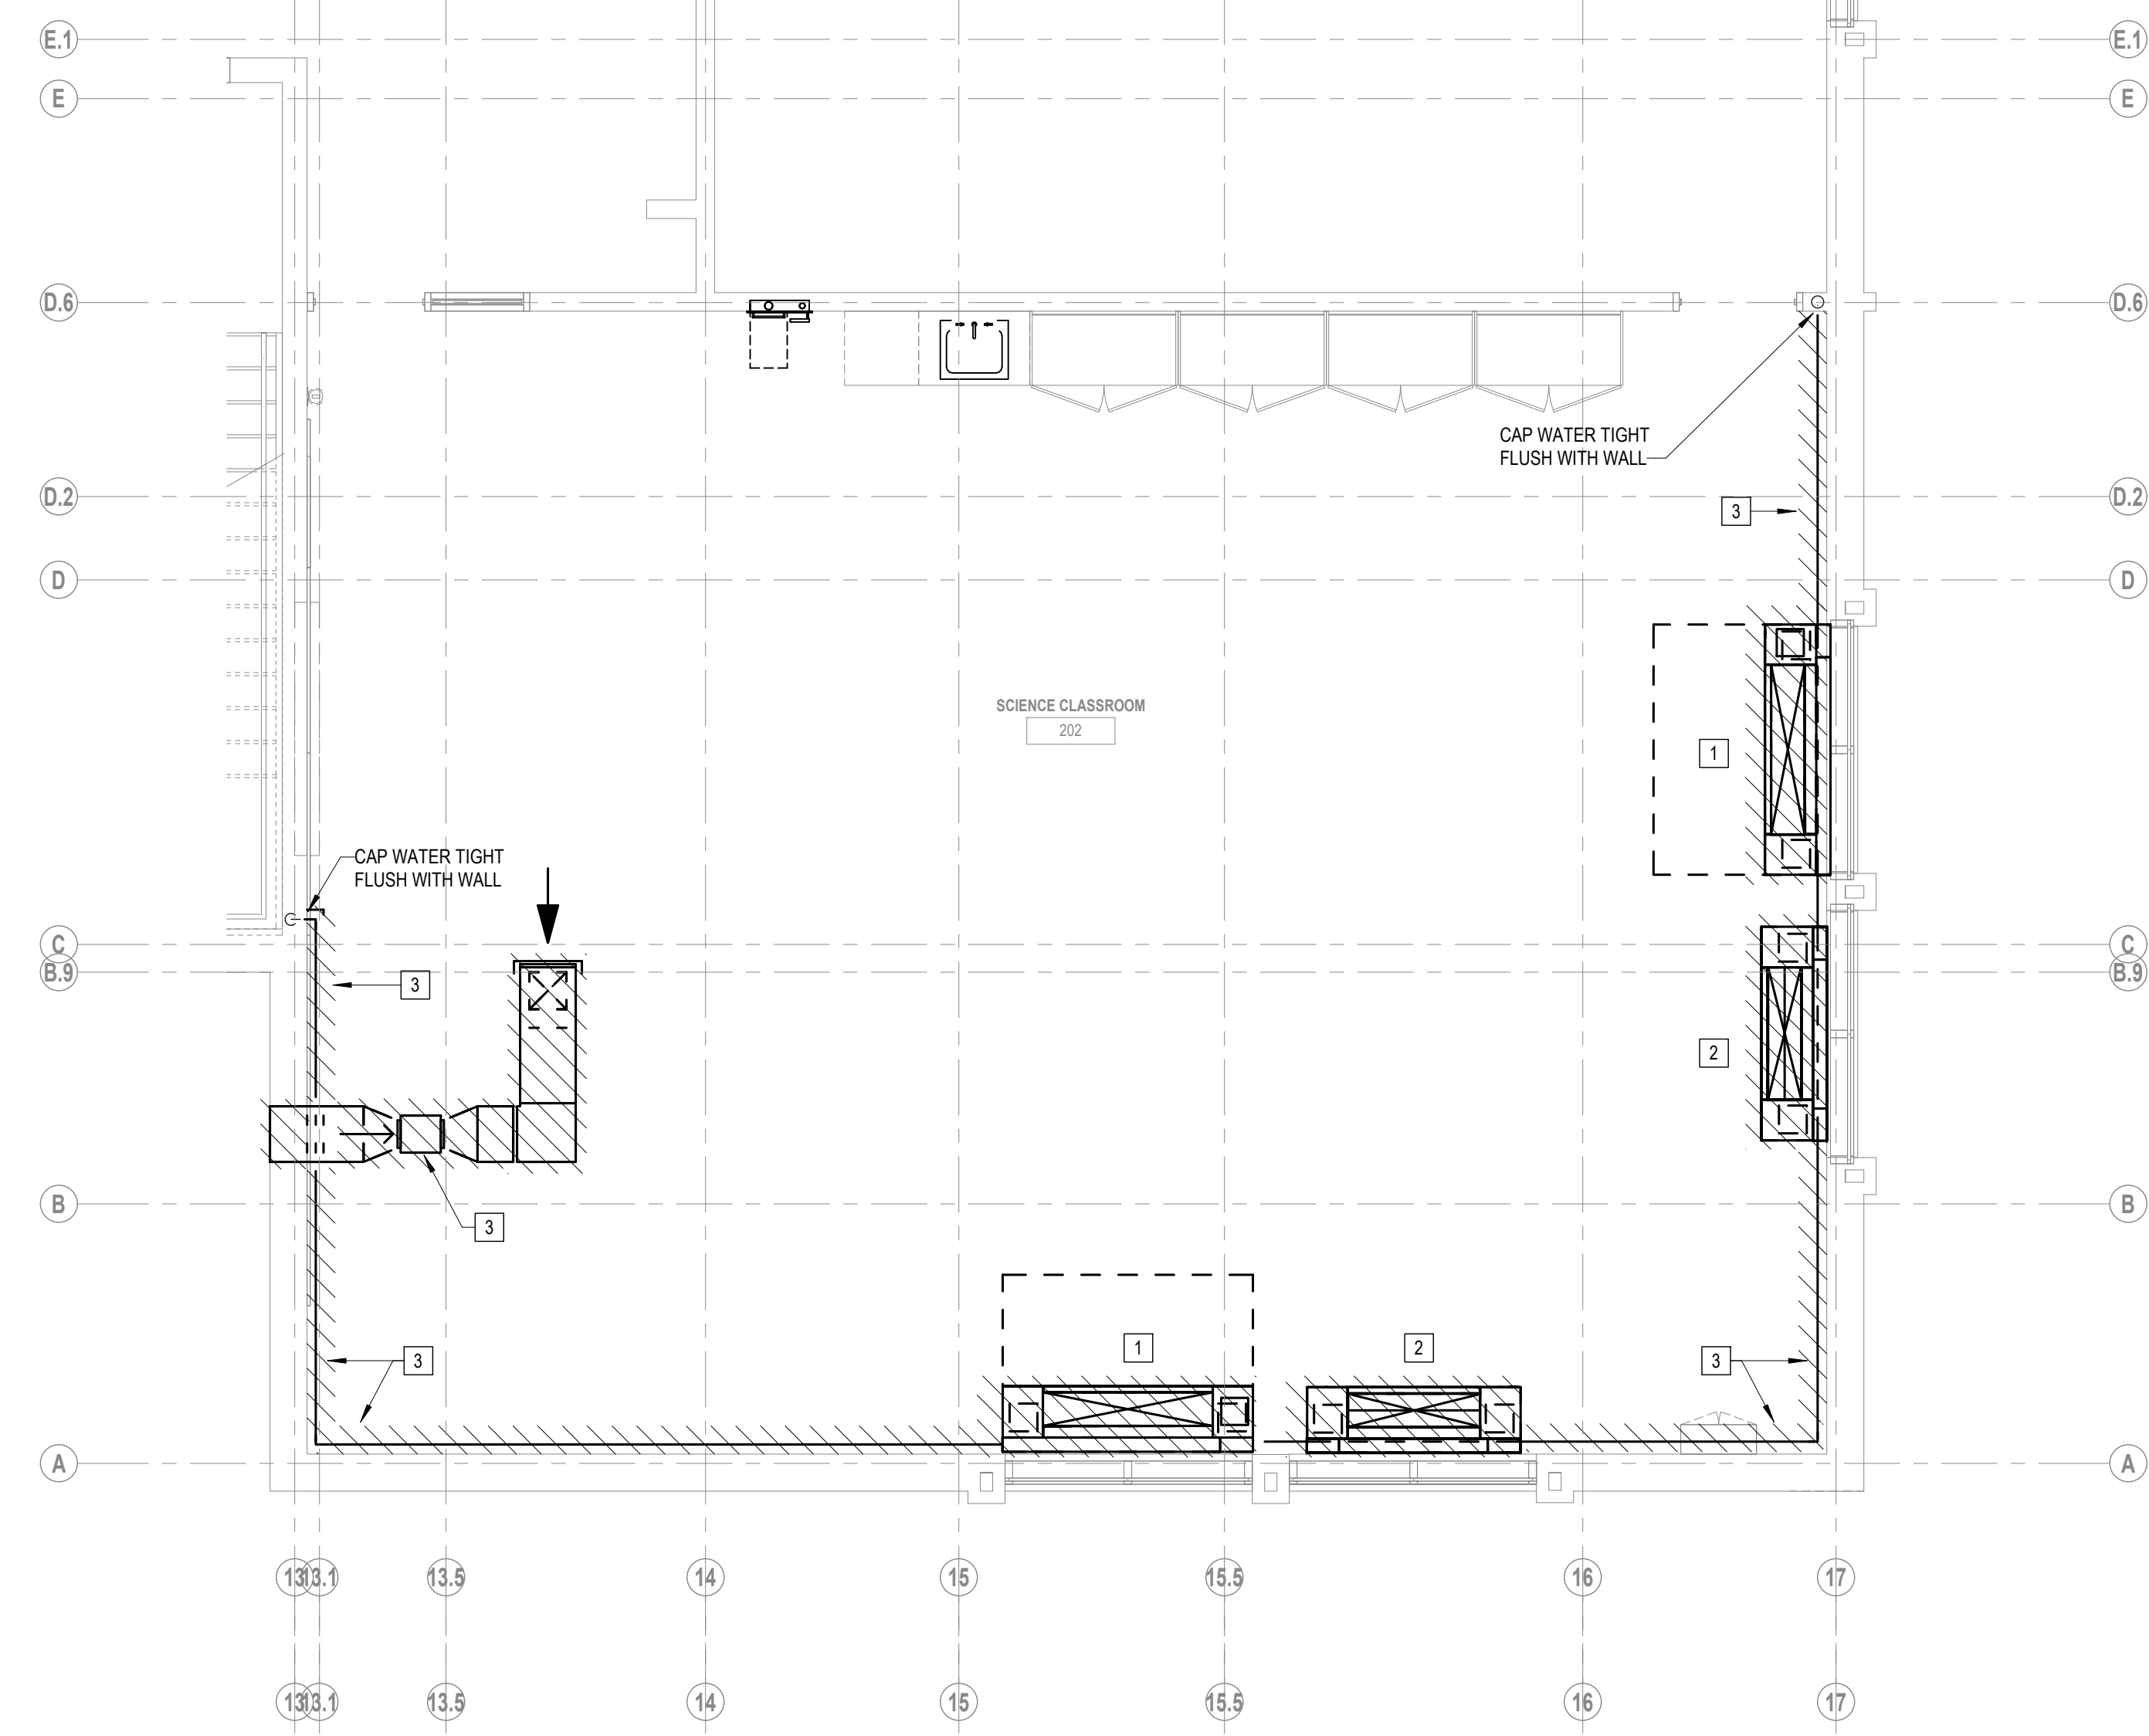 E.1 E.1
E E
D.6 D.6
CAP WATER TIGHT
FLUSH WITH WALL
D.2 D.2
3
D D
SCIENCE CLASSROOM
202
1
CAP WATER TIGHT
FLUSH WITH WALL
C C
B.9 B.9
3
2
B B
3
1
2
3
3
A A
13 13.1 13.5 14 15 15.5 16 17
13 13.1 13.5 14 15 15.5 16 17